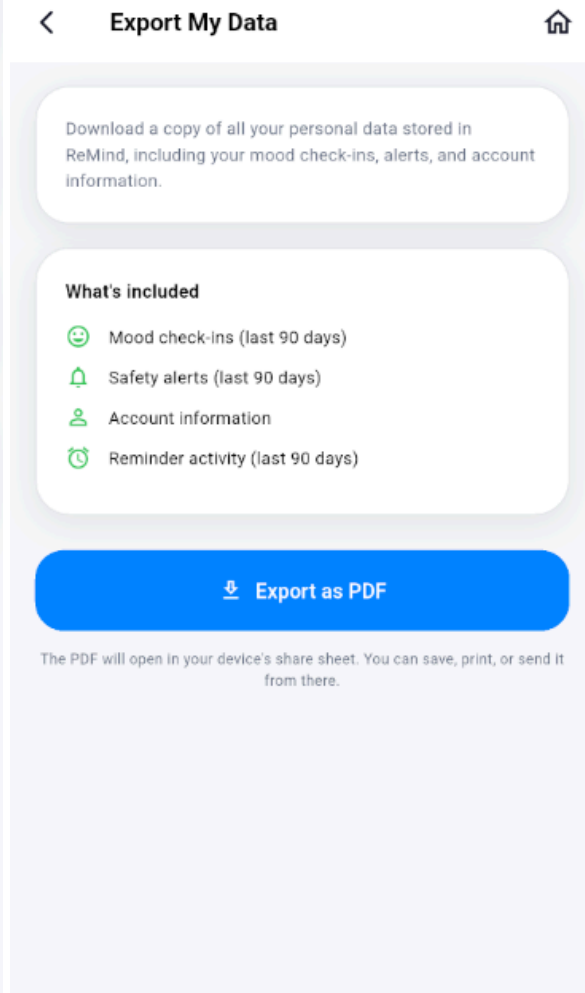 Export My Data
Download a copy of all your personal data stored in
ReMind, including your mood check-ins, alerts, and account
information.
What's included
Mood check-ins (last 90 days)
Safety alerts (last 90 days)
Account information
Reminder activity (last 90 days)
Export as PDF
The PDF will open in your device's share sheet. You can save, print, or send it
from there.